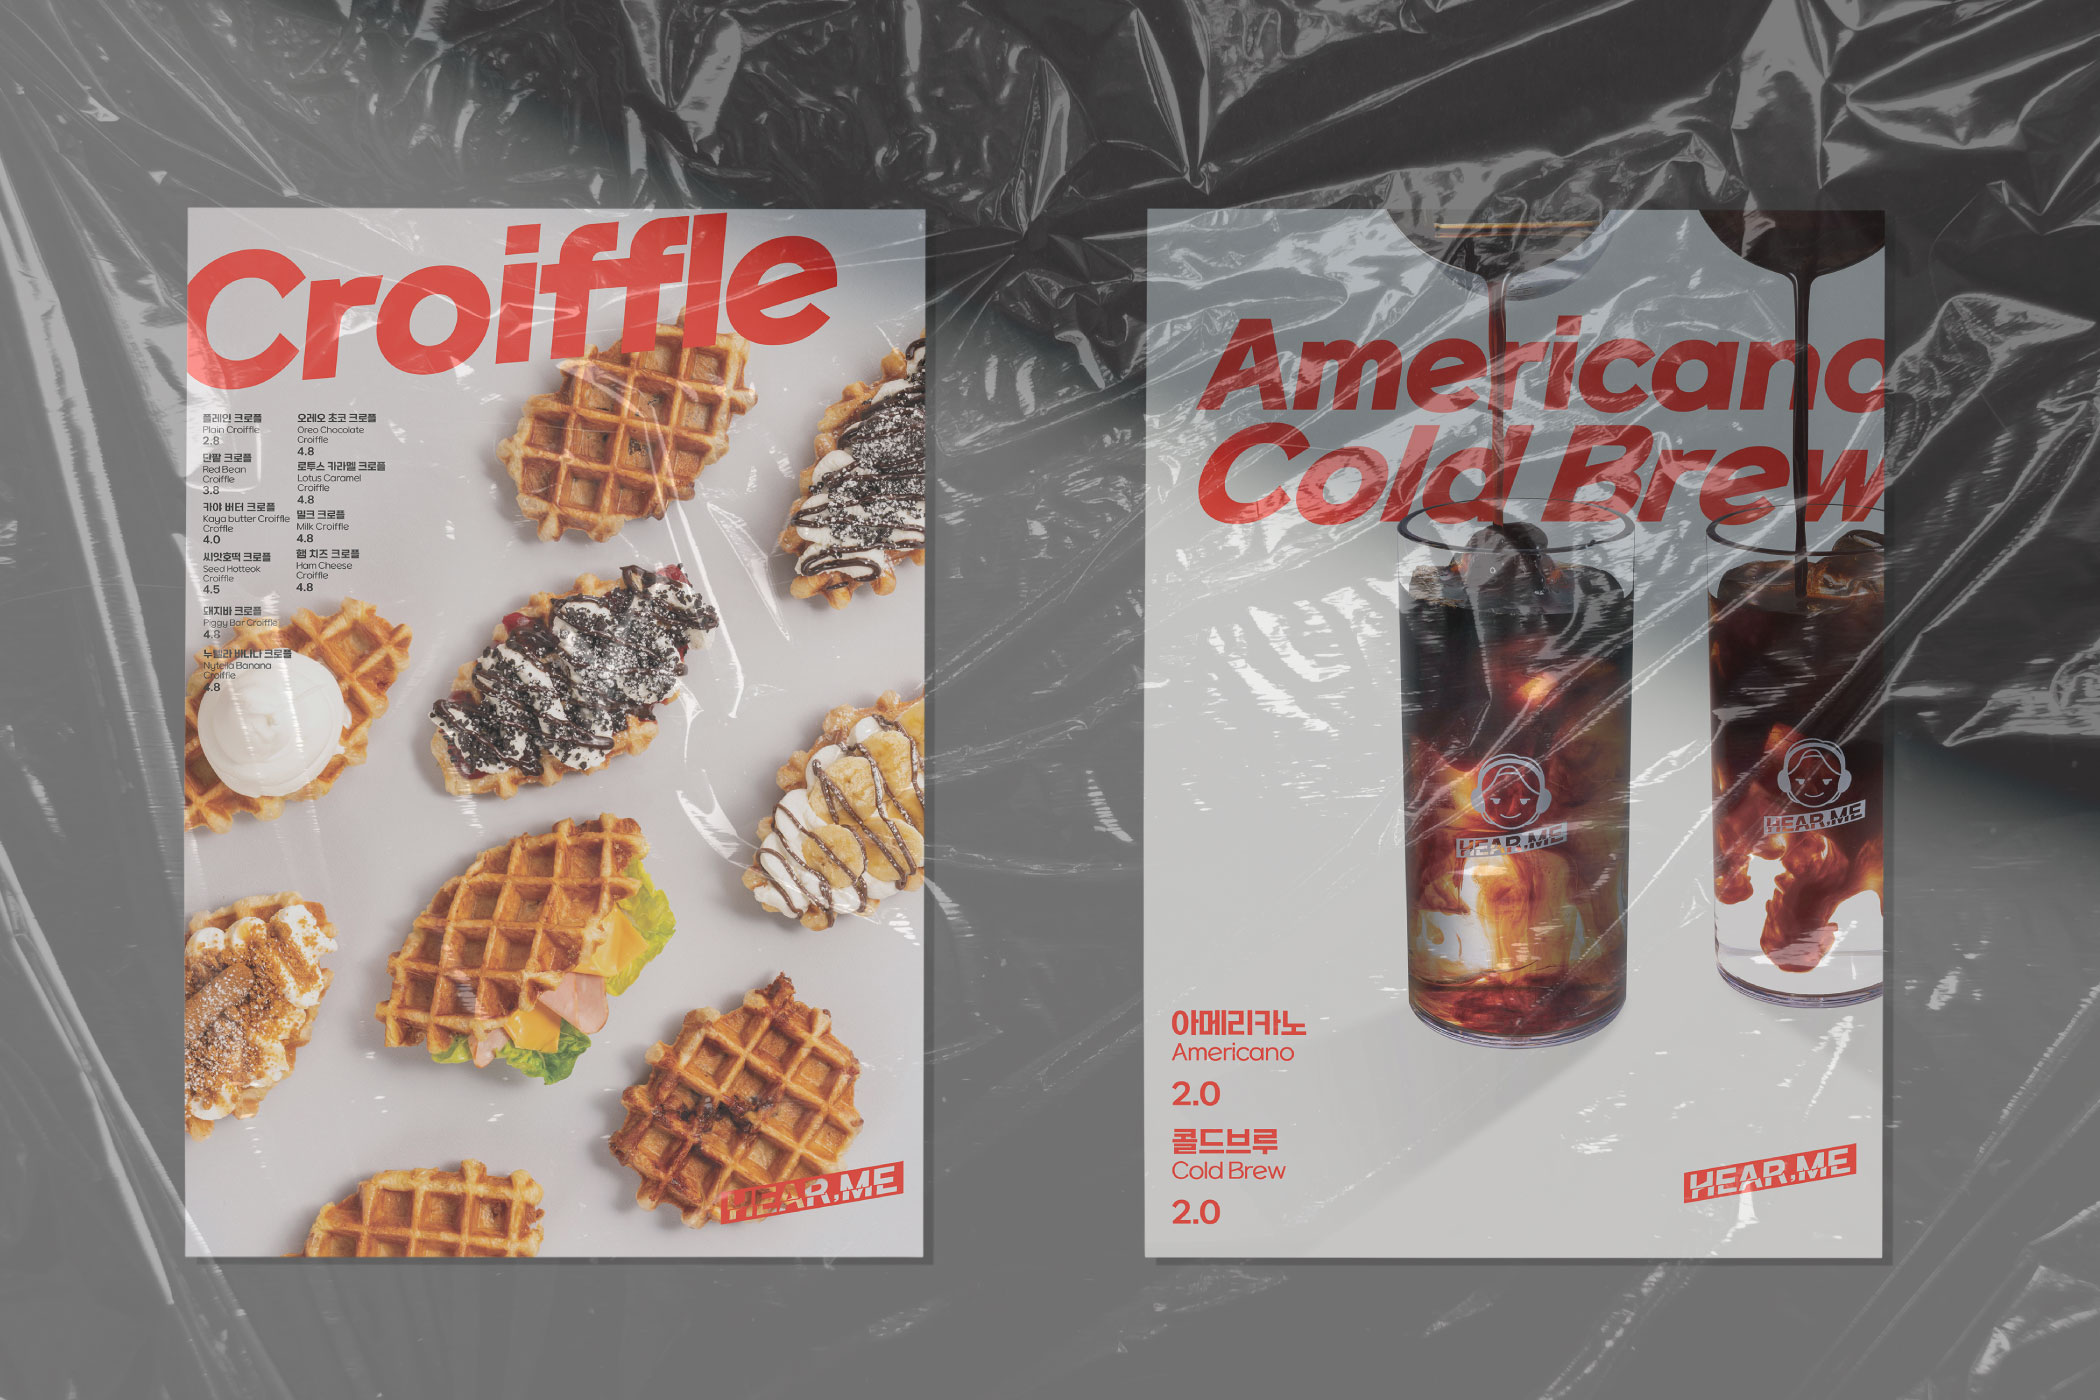 Croiffle
플레인 크로플
Plain Croiffle
2.8
단팥 크로플
Red Bean
Croiffle
3.8
카야 버터 크로플
Kaya butter Croiffle
Croffle
4.0
씨앗호떡 크로플
Seed Hotteok
Croiffle
4.5
돼지바 크로플
Piggy Bar Croiffle
4.8
누텔라 바나나 크로플
Nytella Banana
Croiffle
4.8
오레오 초코 크로플
Oreo Chocolate
Croiffle
4.8
로투스 카라멜 크로플
Lotus Caramel
Croiffle
4.8
밀크 크로플
Milk Croiffle
4.8
햄 치즈 크로플
Ham Cheese
Croiffle
4.8
HEAR,ME
Americano
Cold Brew
HEAR,ME
HEAR,ME
아메리카노
Americano
2.0
콜드브루
Cold Brew
2.0
HEAR,ME